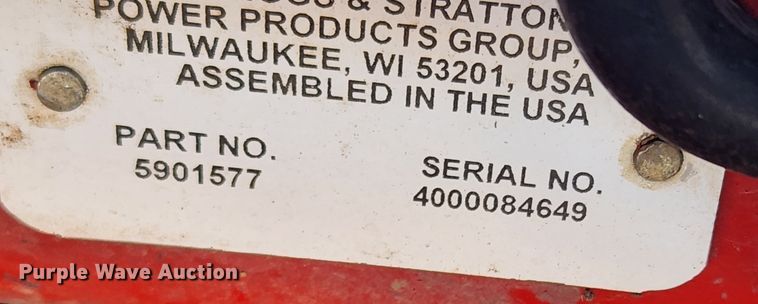 & STRATTON
POWER PRODUCTS GROUP,
MILWAUKEE, WI 53201, USA
ASSEMBLED IN THE USA
PART NO.
5901577
SERIAL NO.
4000084649
Purple Wave Auction